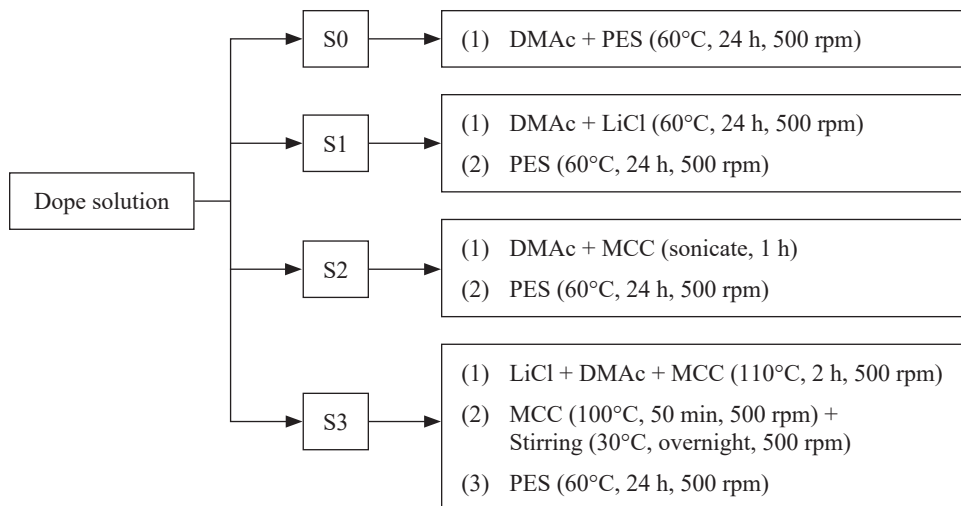 S0
(1) DMAc + PES (60°C, 24 h, 500 rpm)
S1
(1) DMAc + LiCl (60°C, 24 h, 500 rpm)
(2) PES (60°C, 24 h, 500 rpm)
Dope solution
S2
(1) DMAc + MCC (sonicate, 1 h)
(2) PES (60°C, 24 h, 500 rpm)
S3
(1) LiCl + DMAc + MCC (110°C, 2 h, 500 rpm)
(2) MCC (100°C, 50 min, 500 rpm) +
Stirring (30°C, overnight, 500 rpm)
(3) PES (60°C, 24 h, 500 rpm)